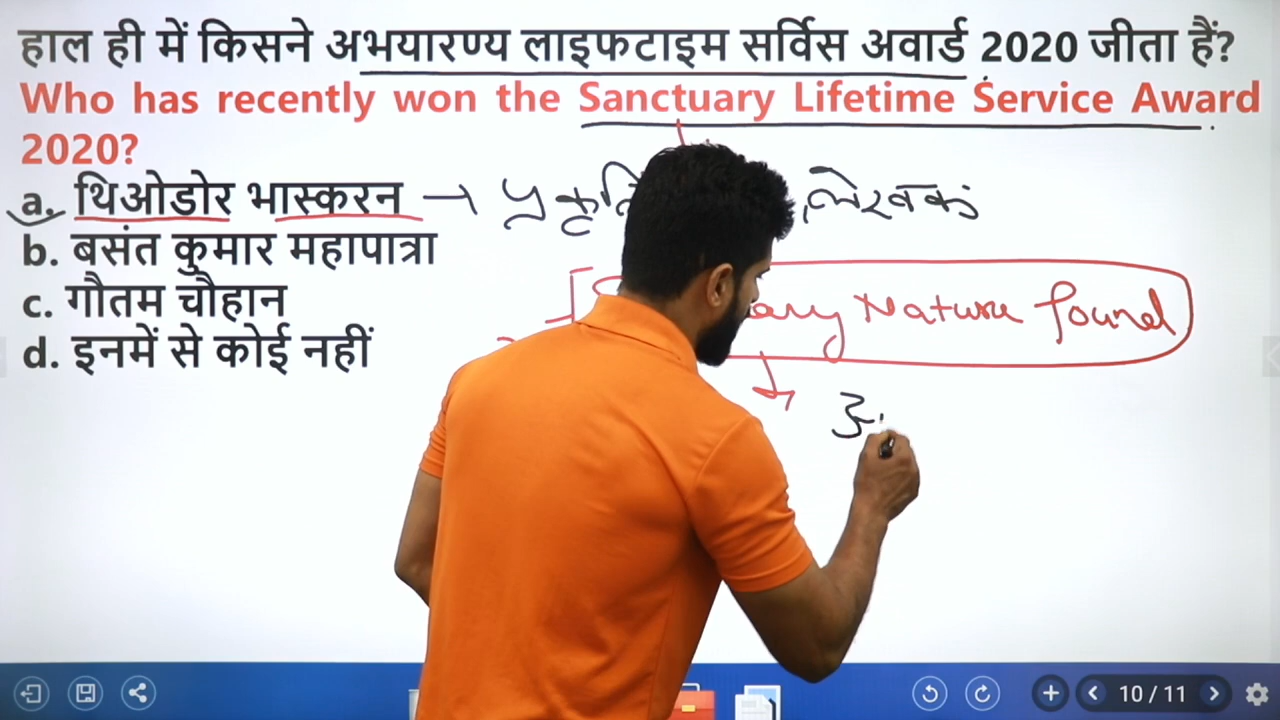 हाल ही में किसने अभयारण्य लाइफटाइम सर्विस अवार्ड 2020 जीता हैं?
Who has recently won the Sanctuary Lifetime Service Award
2020?
a. थिओडोर भास्करन → , लेखक
b. बसंत कुमार महापात्रा
c. गौतम चौहान
Nature found
d. इनमें से कोई नहीं
10 / 11